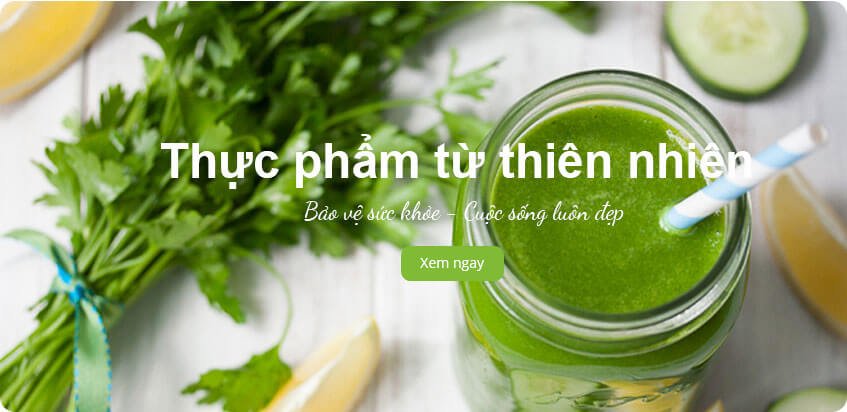 Thực phẩm từ thiên nhiên
Bảo vệ sức khỏe - Cuộc sống luôn đẹp
Xem ngay